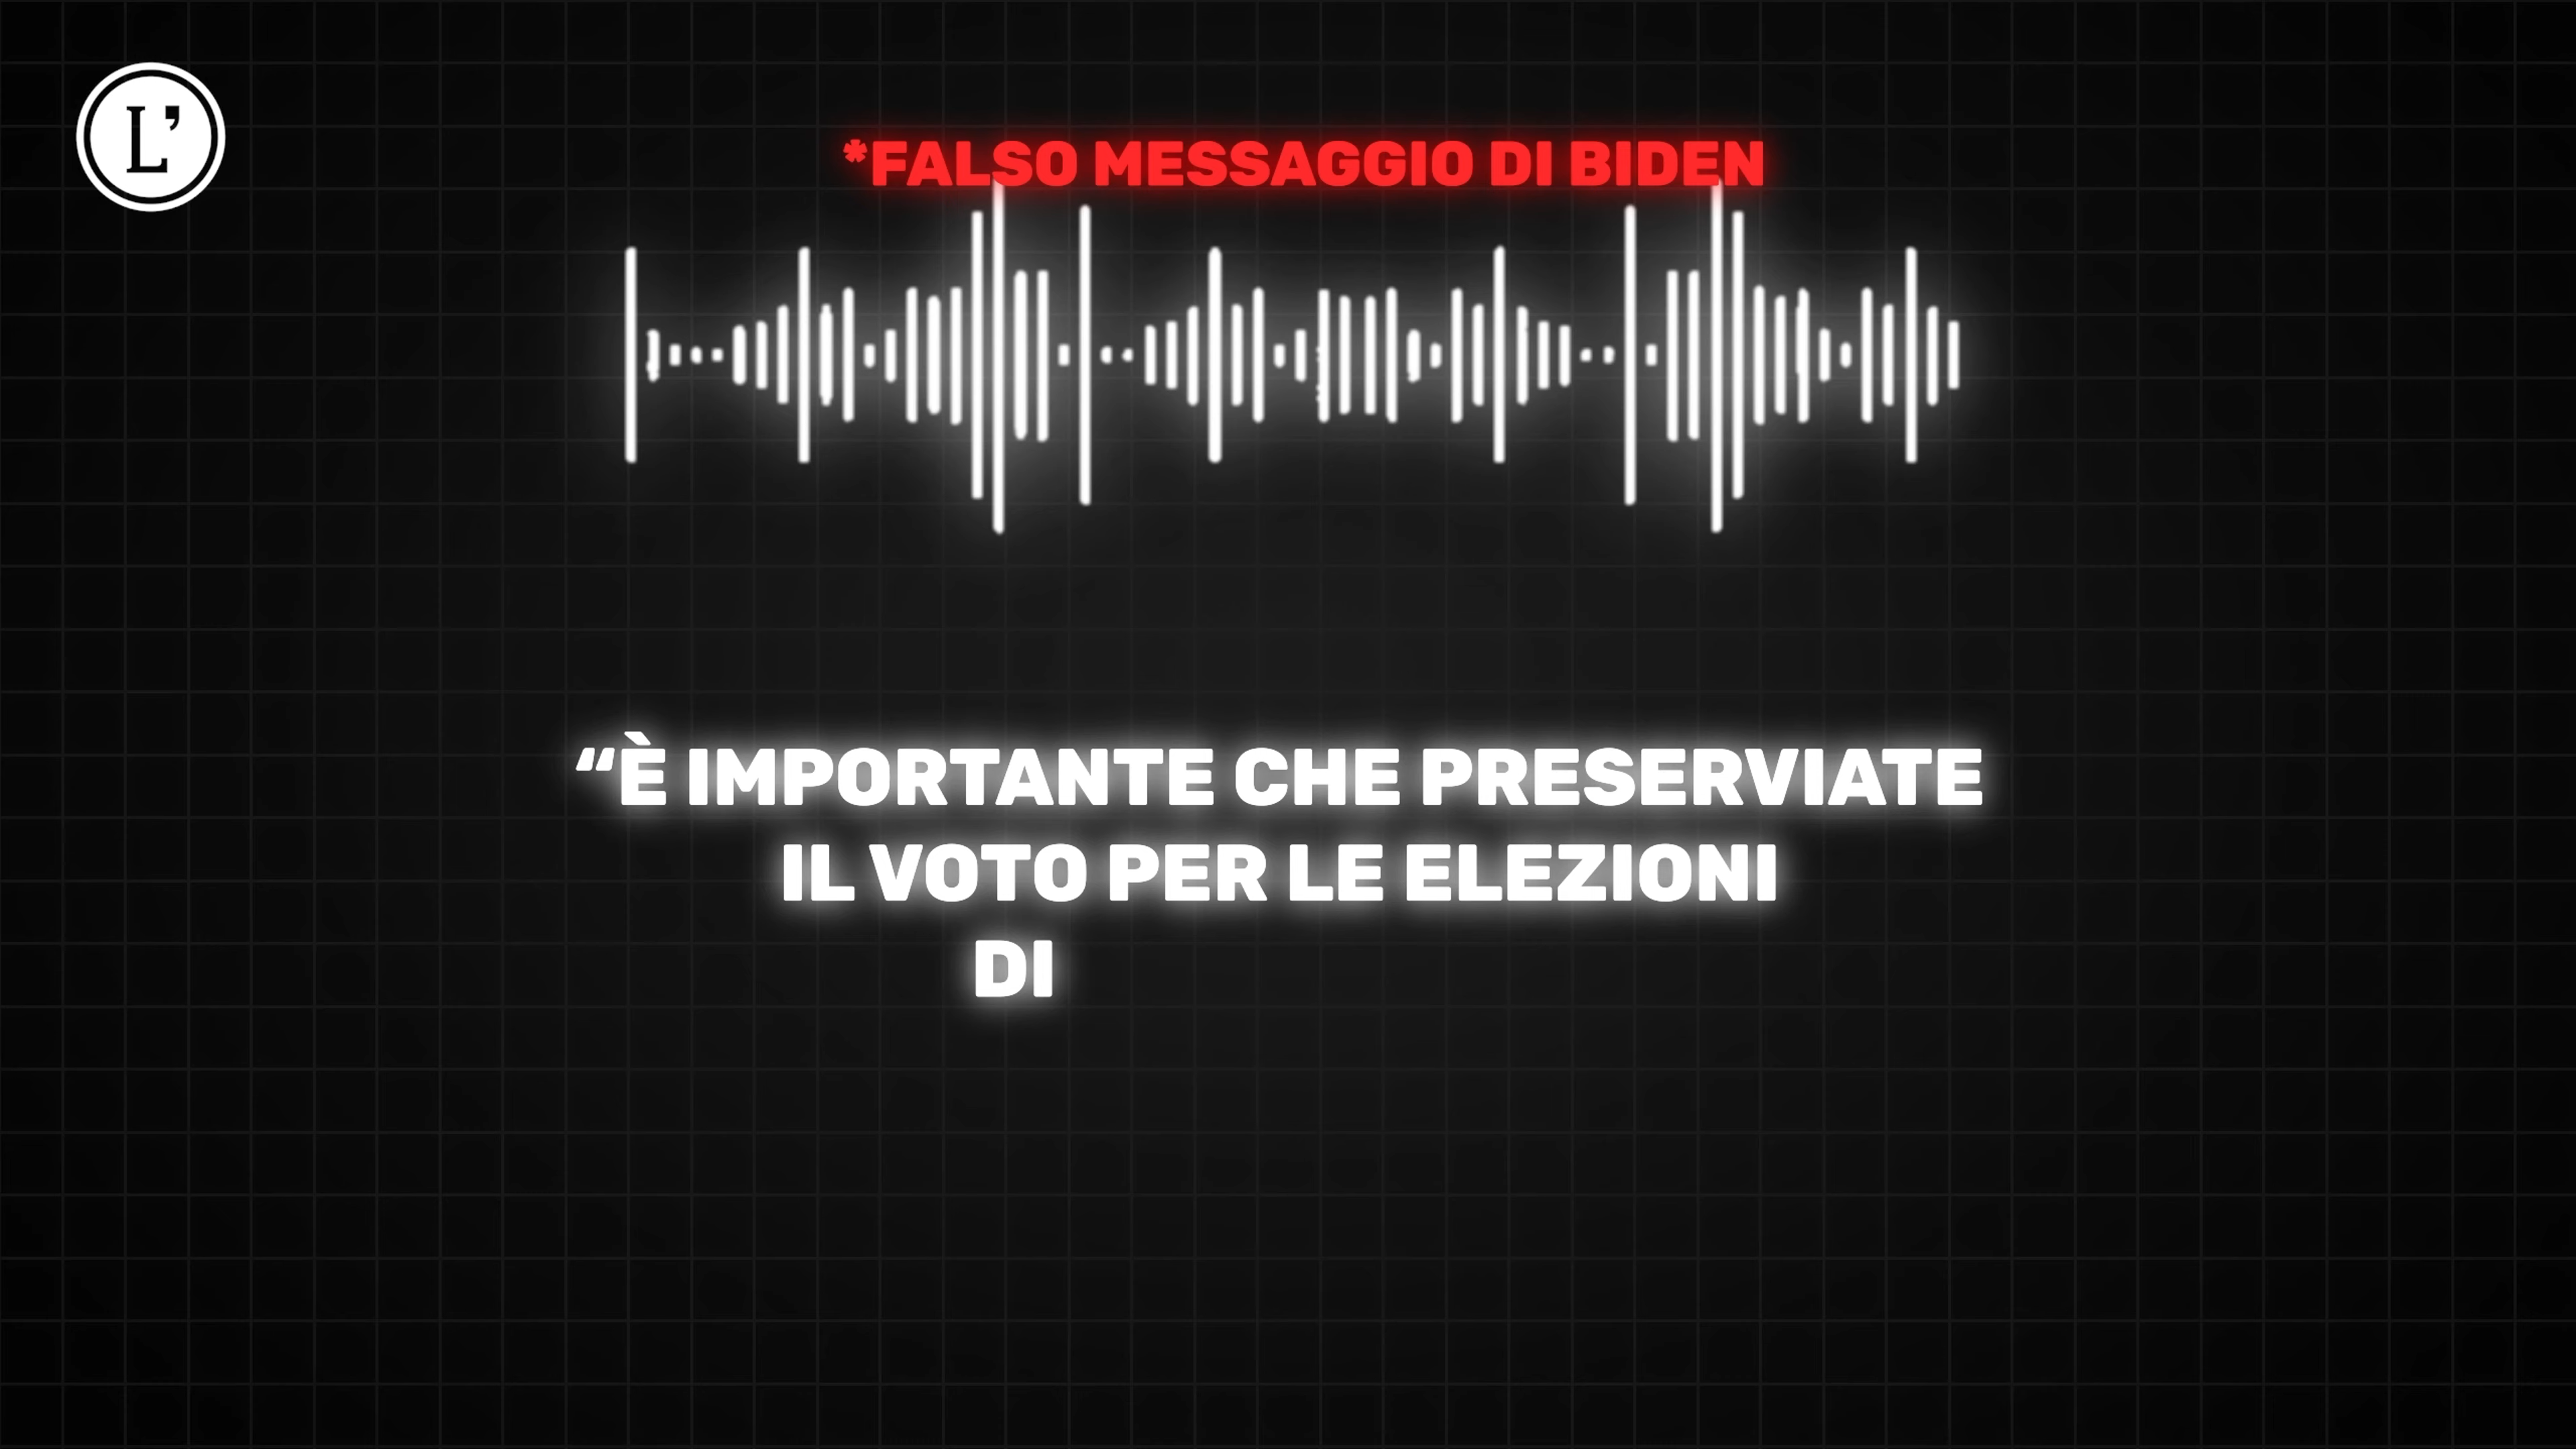 L’
*FALSO MESSAGGIO DI BIDEN
“È IMPORTANTE CHE PRESERVIATE
IL VOTO PER LE ELEZIONI
DI